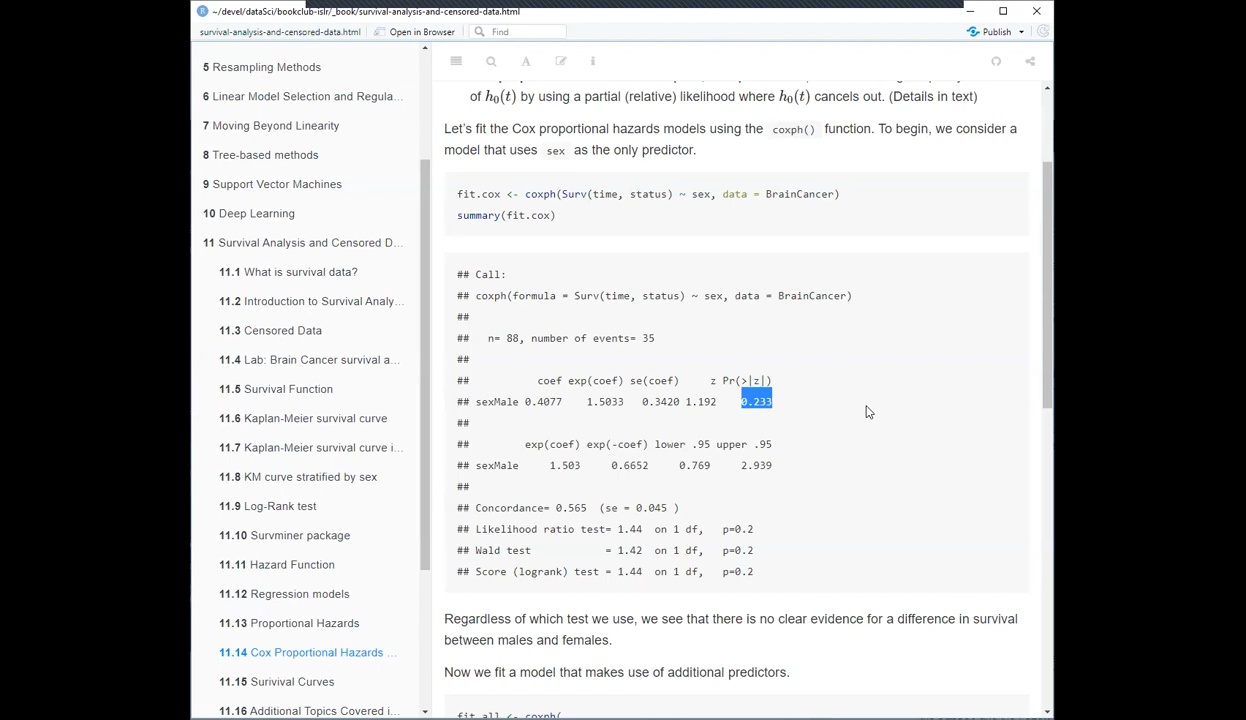 ~/devel/dataSci/bookclub-islr/_book/survival-analysis-and-censored-data.html
survival-analysis-and-censored-data.html
Open in Browser
Find
Publish
5 Resampling Methods
6 Linear Model Selection and Regula...
7 Moving Beyond Linearity
8 Tree-based methods
9 Support Vector Machines
10 Deep Learning
11 Survival Analysis and Censored D...
11.1 What is survival data?
11.2 Introduction to Survival Analy...
11.3 Censored Data
11.4 Lab: Brain Cancer survival a...
11.5 Survival Function
11.6 Kaplan-Meier survival curve
11.7 Kaplan-Meier survival curve i...
11.8 KM curve stratified by sex
11.9 Log-Rank test
11.10 Survminer package
11.11 Hazard Function
11.12 Regression models
11.13 Proportional Hazards
11.14 Cox Proportional Hazards ...
11.15 Surivival Curves
11.16 Additional Topics Covered i...
of h0(t) by using a partial (relative) likelihood where h0(t) cancels out. (Details in text)
Let's fit the Cox proportional hazards models using the coxph() function. To begin, we consider a
model that uses sex as the only predictor.
fit.cox <- coxph(Surv(time, status) ~ sex, data = BrainCancer)
summary(fit.cox)
## Call:
## coxph(formula = Surv(time, status) ~ sex, data = BrainCancer)
##
## n= 88, number of events= 35
##
## coef exp(coef) se(coef) z Pr(>|z|)
## sexMale 0.4077 1.5033 0.3420 1.192 0.233
##
## exp(coef) exp(-coef) lower .95 upper .95
## sexMale 1.503 0.6652 0.769 2.939
##
## Concordance= 0.565 (se = 0.045 )
## Likelihood ratio test= 1.44 on 1 df, p=0.2
## Wald test = 1.42 on 1 df, p=0.2
## Score (logrank) test = 1.44 on 1 df, p=0.2
Regardless of which test we use, we see that there is no clear evidence for a difference in survival
between males and females.
Now we fit a model that makes use of additional predictors.
fit.all <- coxph(